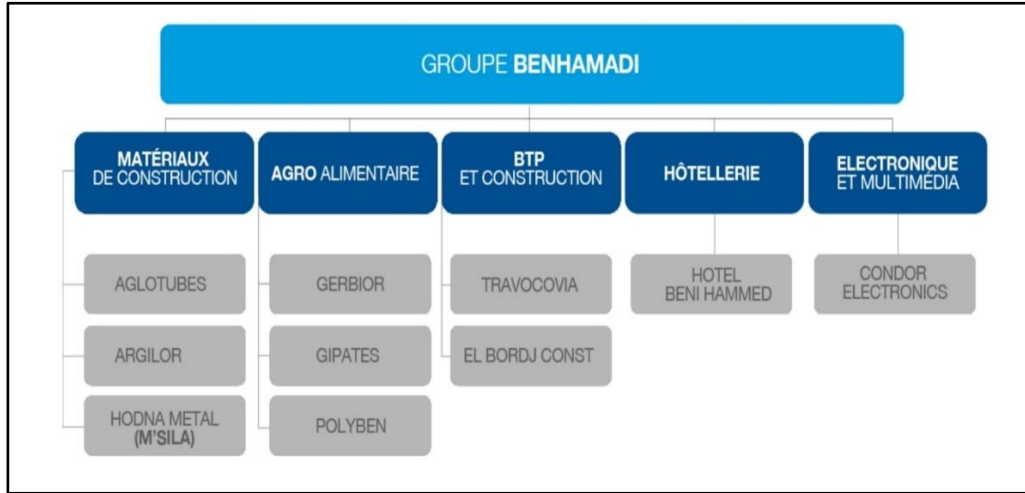 GROUPE BENHAMADI
MATÉRIAUX
DE CONSTRUCTION
AGRO ALIMENTAIRE
BTP
ET CONSTRUCTION
HÔTELLERIE
ELECTRONIQUE
ET MULTIMÉDIA
AGLOTUBES
GERBIOR
TRAVOCOVIA
HOTEL
BENI HAMMED
CONDOR
ELECTRONICS
ARGILOR
GIPATES
EL BORDJ CONST
HODNA METAL
(M'SILA)
POLYBEN